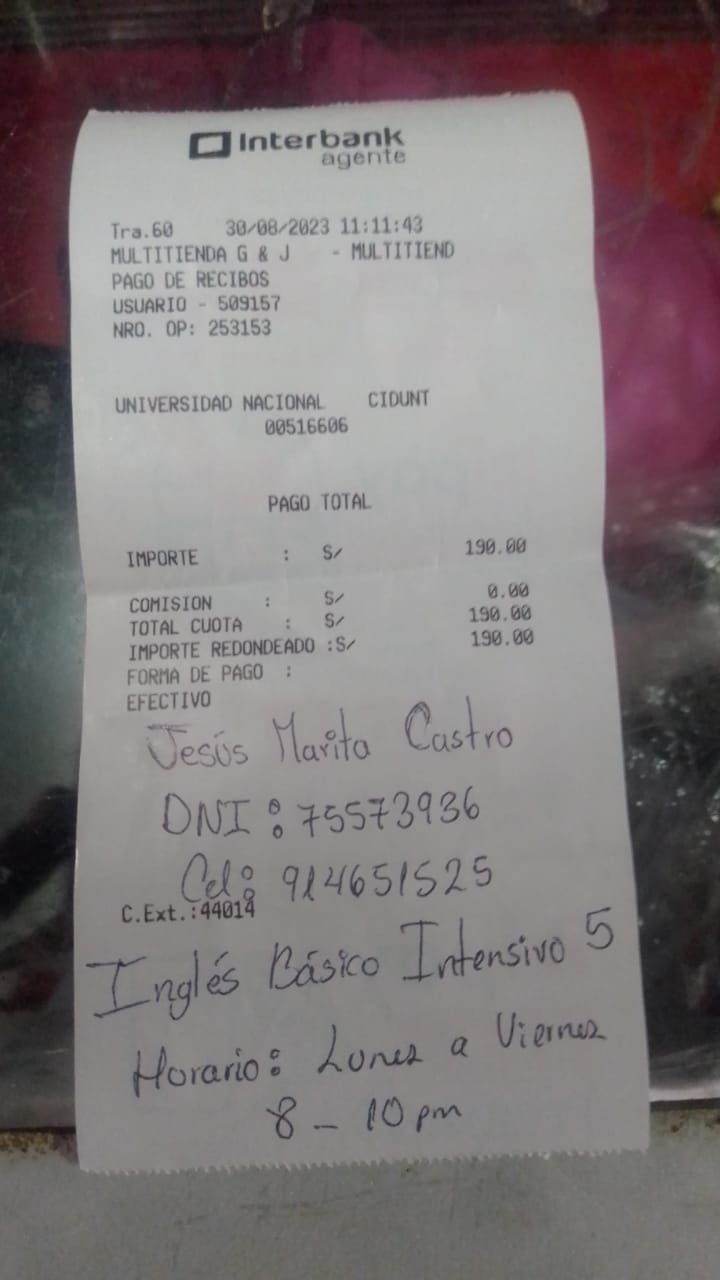 Interbank
agente
Tra.60 30/08/2023 11:11:43
MULTITIENDA G & J - MULTITIEND
PAGO DE RECIBOS
USUARIO - 509157
NRO. OP: 253153
UNIVERSIDAD NACIONAL CIDUNT
00516606
PAGO TOTAL
IMPORTE : S/ 190.00
COMISION : S/ 0.00
TOTAL CUOTA : S/ 190.00
IMPORTE REDONDEADO :S/ 190.00
FORMA DE PAGO :
EFECTIVO
Jesús Marita Castro
DNI : 75573936
Cel: 914651525
C.Ext.:44014
Inglés Básico Intensivo 5
Horario: Lunes a Viernes
8 - 10 pm